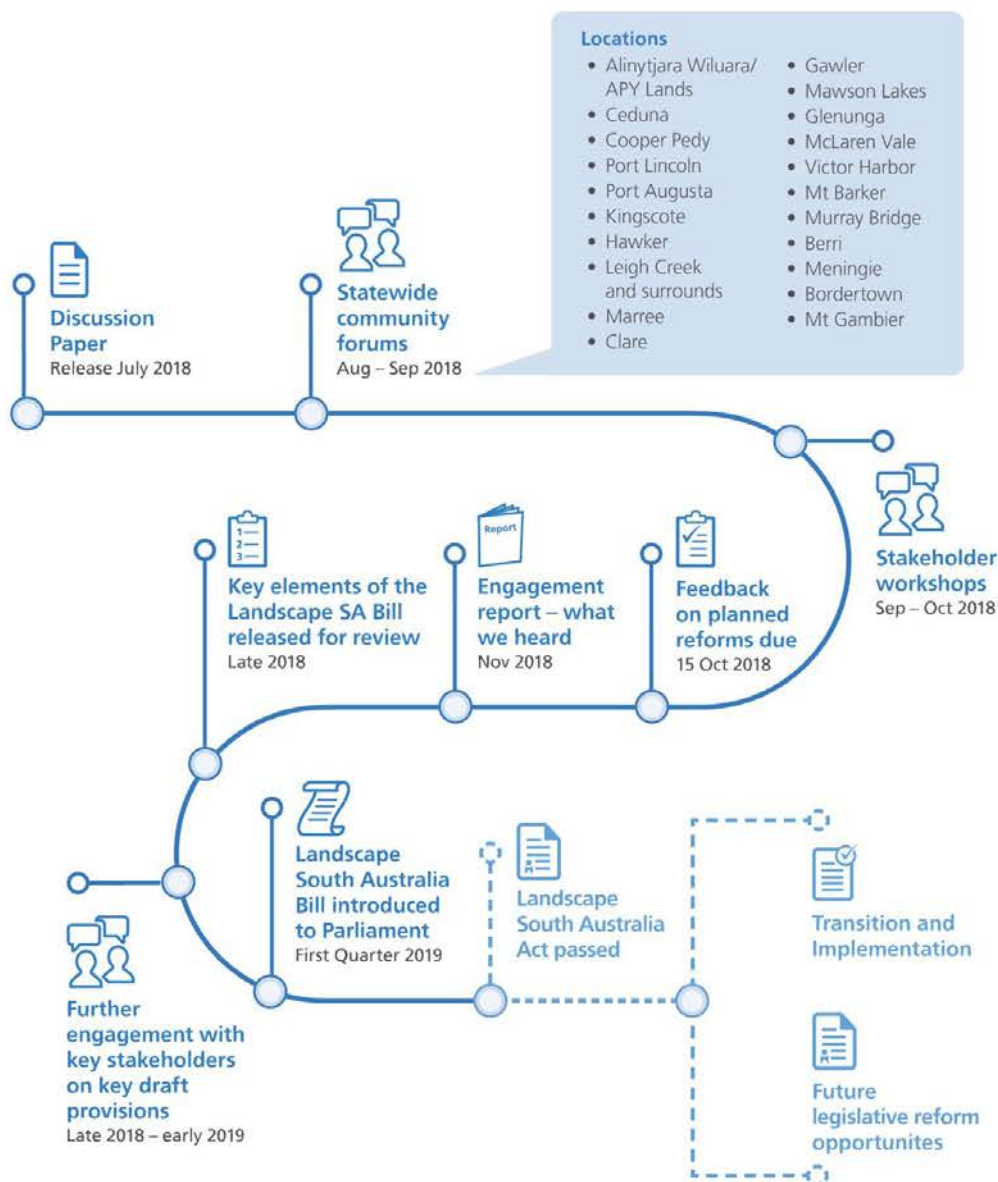 Locations
• Alinytjara Wiluara/
APY Lands
• Ceduna
• Cooper Pedy
• Port Lincoln
• Port Augusta
• Kingscote
• Hawker
• Leigh Creek
and surrounds
• Marree
• Clare
• Gawler
• Mawson Lakes
• Glenunga
• McLaren Vale
• Victor Harbor
• Mt Barker
• Murray Bridge
• Berri
• Meningie
• Bordertown
• Mt Gambier
Discussion
Paper
Release July 2018
Statewide
community
forums
Aug – Sep 2018
Stakeholder
workshops
Sep – Oct 2018
Feedback
on planned
reforms due
15 Oct 2018
Report
Engagement
report – what
we heard
Nov 2018
1
2
3
Key elements of the
Landscape SA Bill
released for review
Late 2018
Further
engagement with
key stakeholders
on key draft
provisions
Late 2018 – early 2019
Landscape
South Australia
Bill introduced
to Parliament
First Quarter 2019
Landscape
South Australia
Act passed
Transition and
Implementation
Future
legislative reform
opportunites